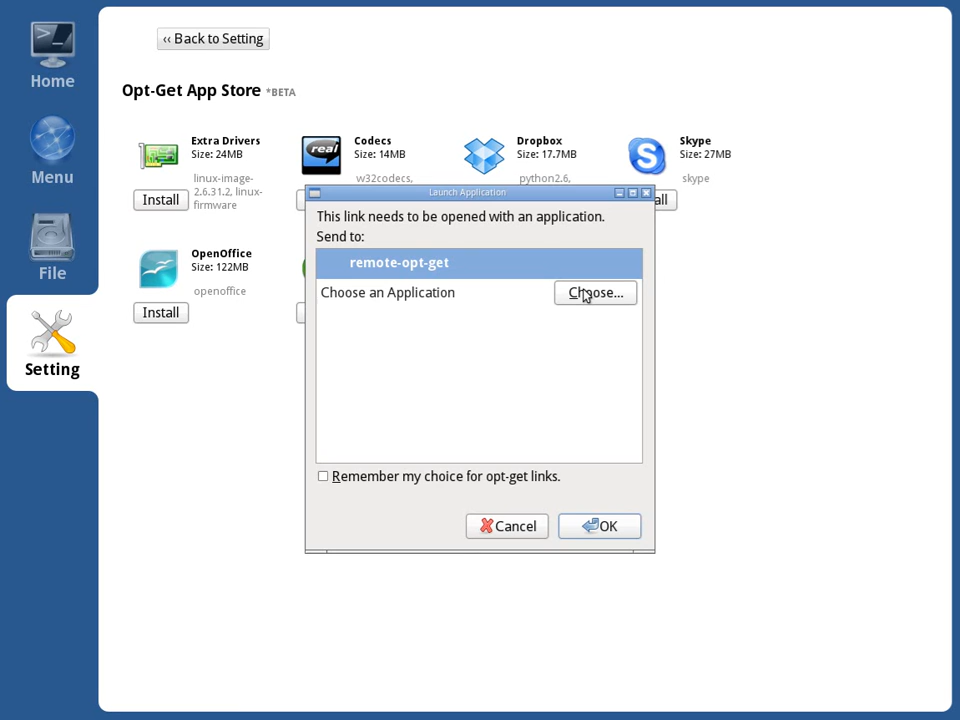 Home
Menu
File
Setting
‹‹ Back to Setting
Opt-Get App Store *BETA
Extra Drivers
Size: 24MB
linux-image-
2.6.31.2, linux-
firmware
Install
real
Codecs
Size: 14MB
w32codecs,
Dropbox
Size: 17.7MB
python2.6,
Skype
Size: 27MB
skype
OpenOffice
Size: 122MB
openoffice
Install
Launch Application
This link needs to be opened with an application.
Send to:
remote-opt-get
Choose an Application
Choose...
Remember my choice for opt-get links.
Cancel
OK